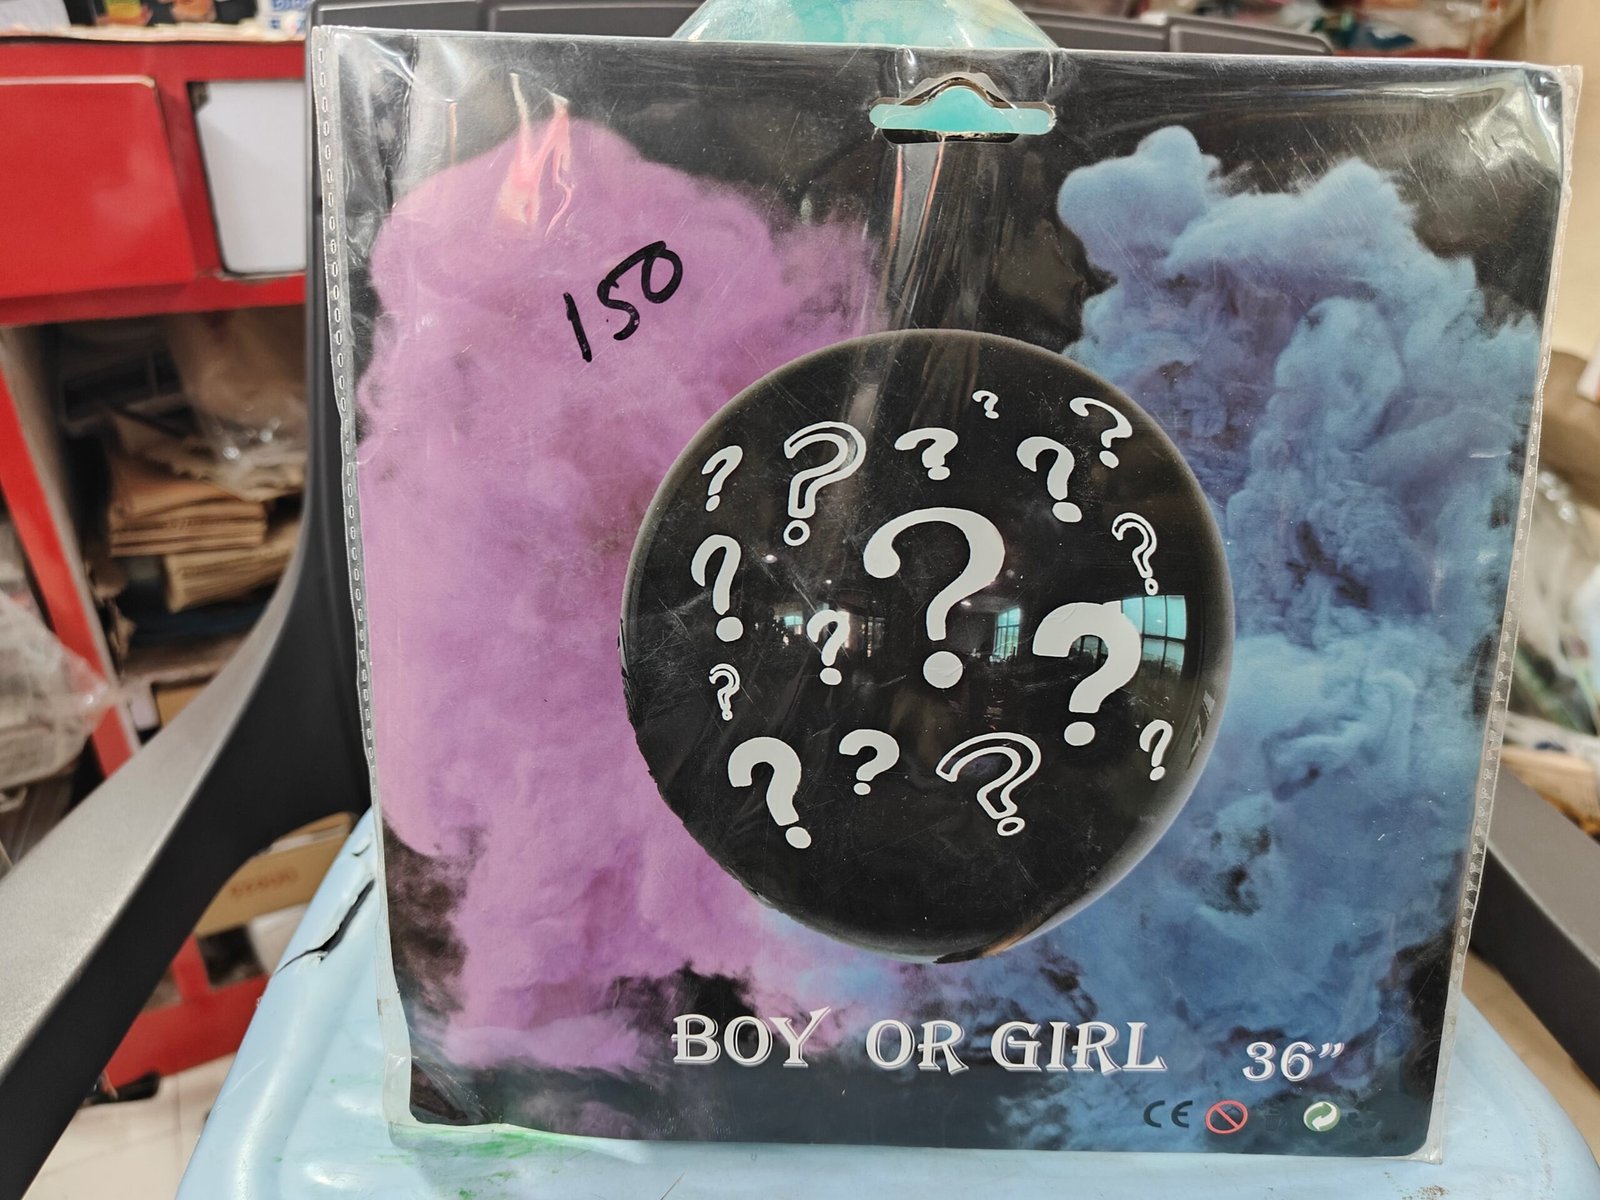 150
? ? ? ? ? ? ? ? ? ? ? ? ? ? ? ?
BOY OR GIRL 36”
CE